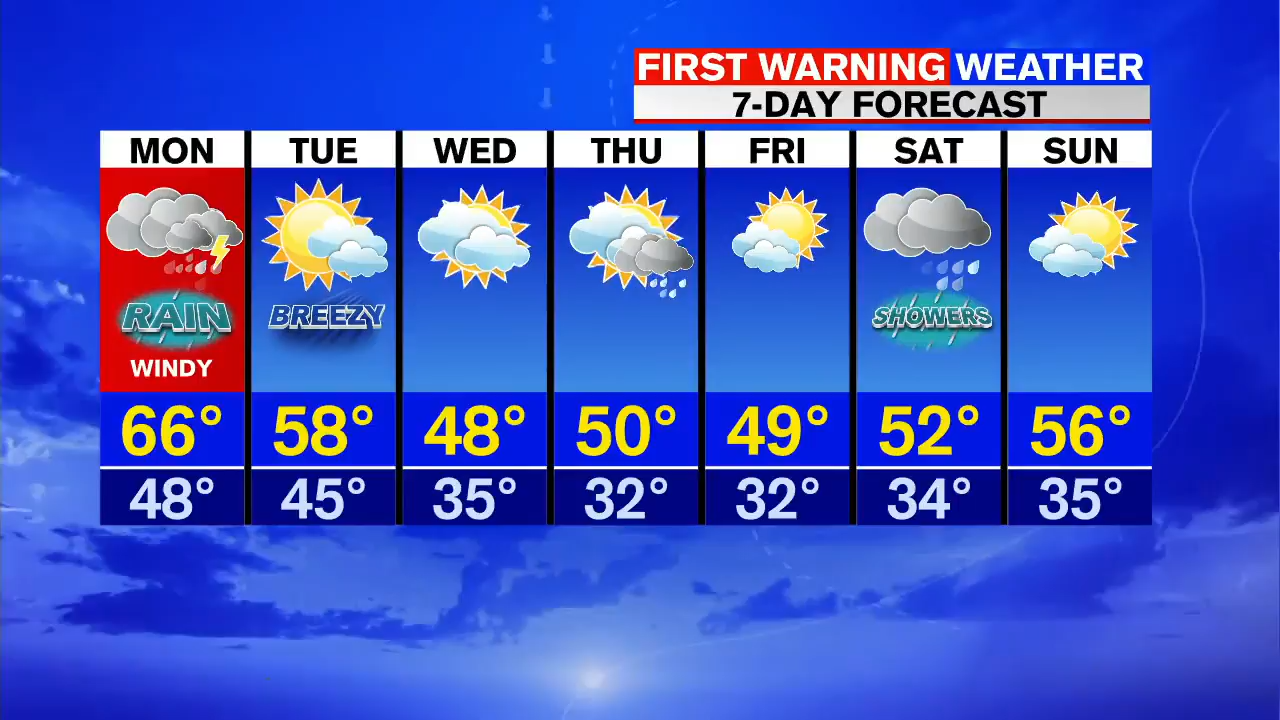 FIRST WARNING WEATHER
7-DAY FORECAST
MON TUE WED THU FRI SAT SUN
RAIN BREEZY SHOWERS
WINDY
66° 58° 48° 50° 49° 52° 56°
48° 45° 35° 32° 32° 34° 35°